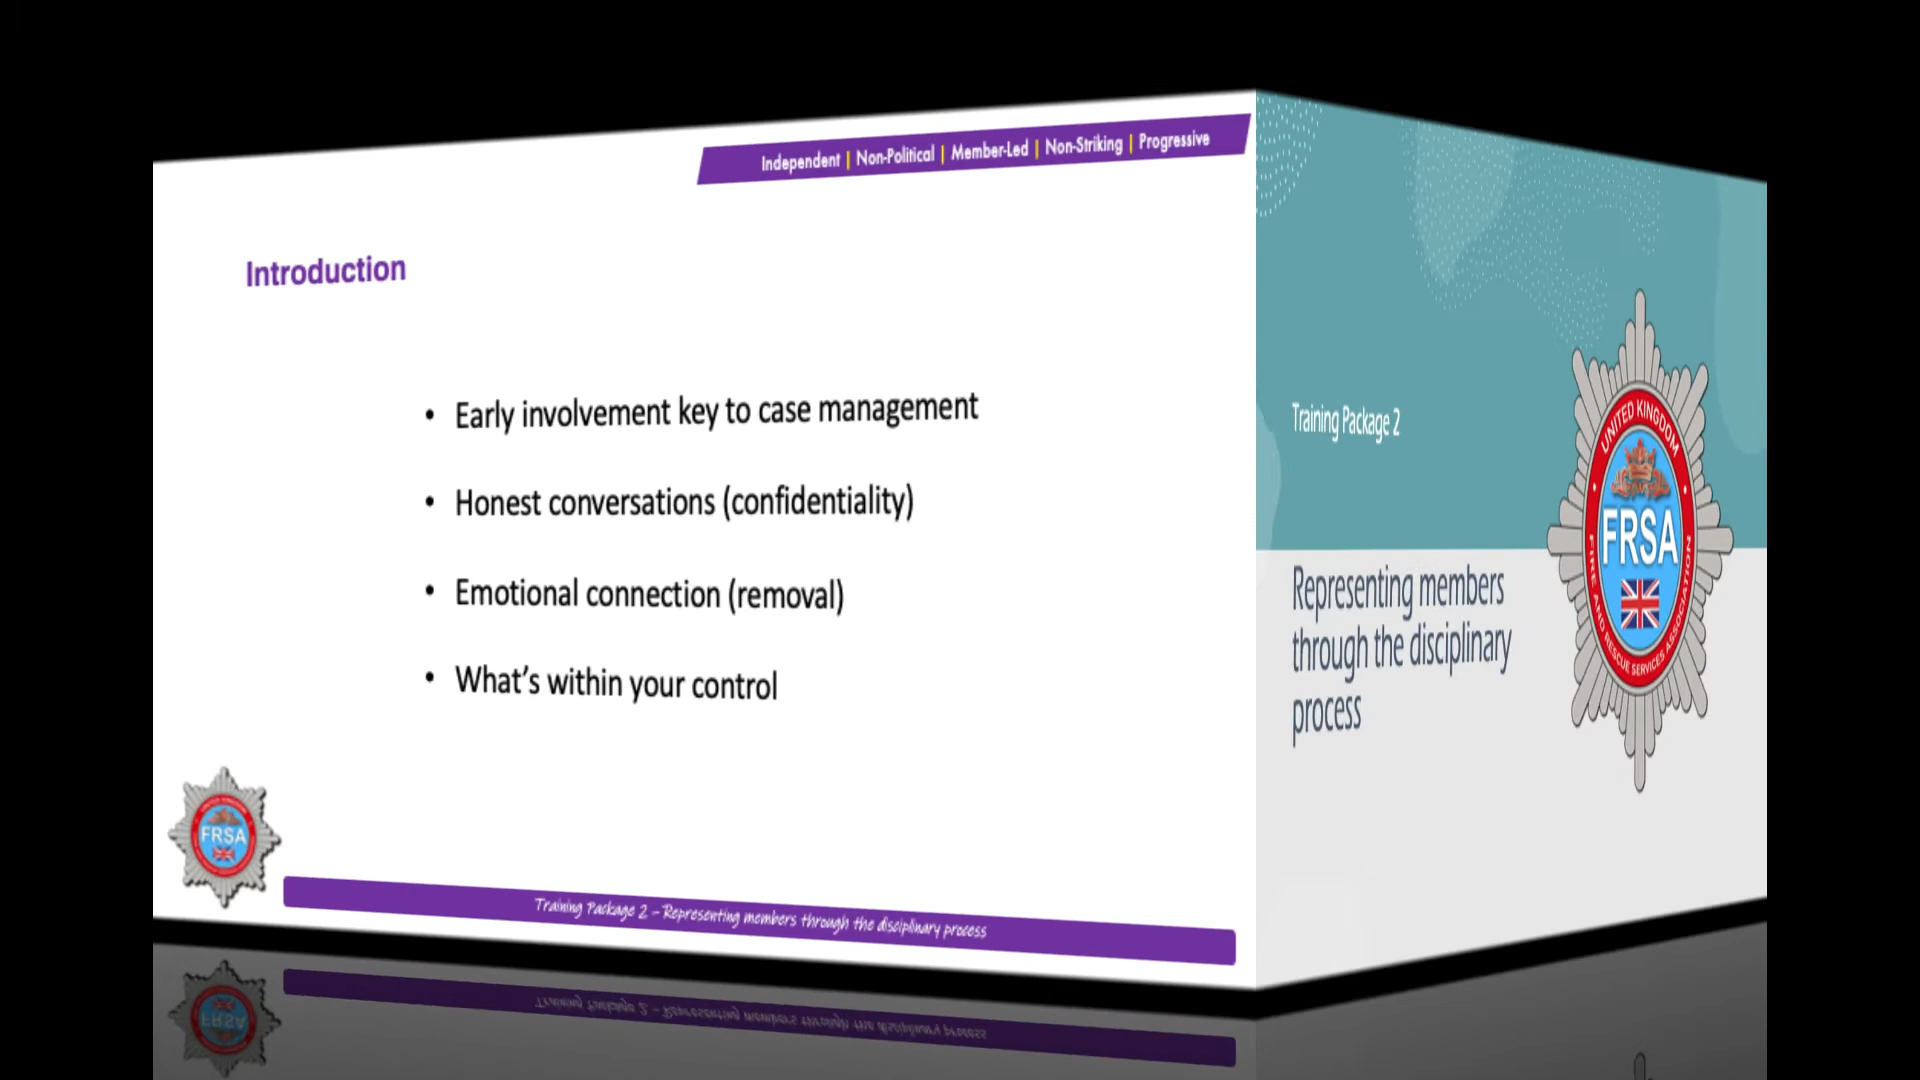 Independent | Non-Political | Member-Led | Non-Striking | Progressive
Introduction
• Early involvement key to case management
• Honest conversations (confidentiality)
• Emotional connection (removal)
• What's within your control
FRSA
Training Package 2 – Representing members through the disciplinary process
Training Package 2
Representing members
through the disciplinary
process
UNITED KINGDOM
FRSA
FIRE AND RESCUE SERVICES ASSOCIATION